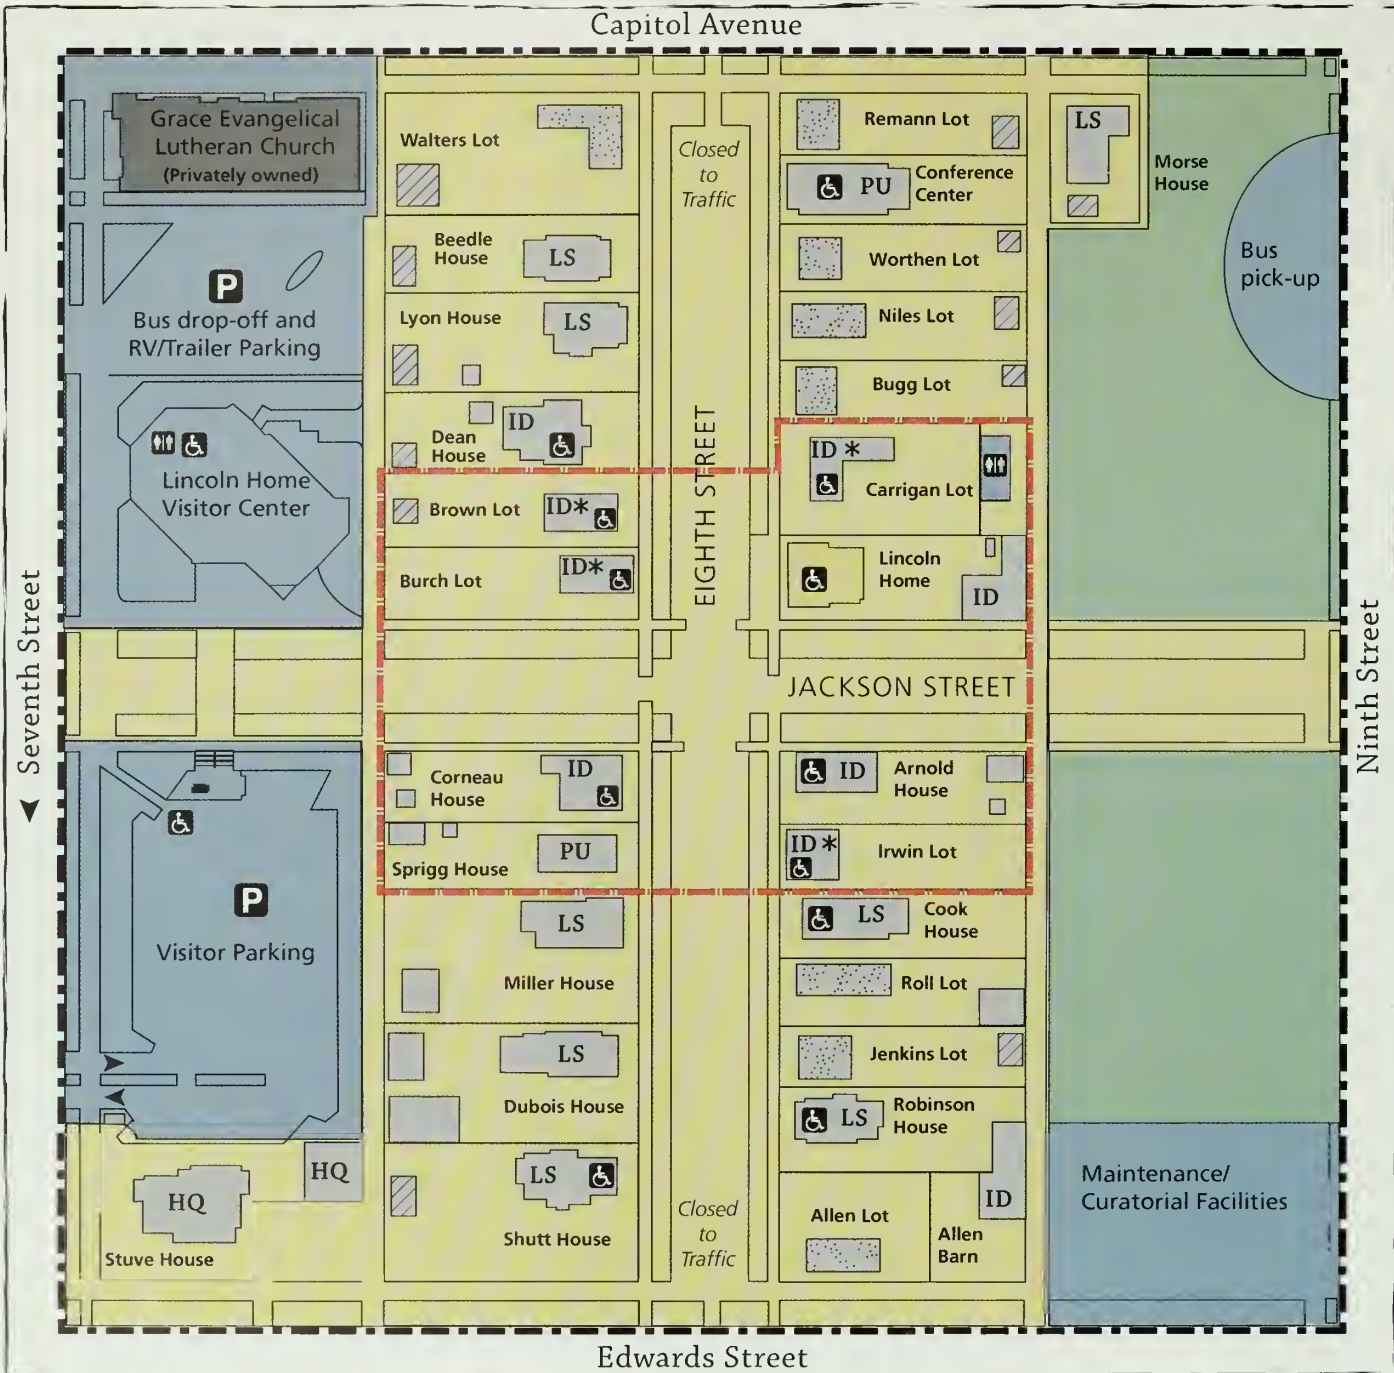 Capitol Avenue
Grace Evangelical
Lutheran Church
(Privately owned)
Walters Lot
Closed
to
Traffic
Remann Lot
LS
Morse
House
PU
Conference
Center
Beedle
House
LS
Worthen Lot
Bus
pick-up
P
Bus drop-off and
RV/Trailer Parking
Lyon House
LS
Niles Lot
Bugg Lot
Dean
House
ID
EIGHTH STREET
ID *
Carrigan Lot
Lincoln Home
Visitor Center
Brown Lot
ID*
Burch Lot
ID*
Lincoln
Home
ID
Seventh Street
Ninth Street
JACKSON STREET
Corneau
House
ID
ID
Arnold
House
Sprigg House
PU
ID *
Irwin Lot
P
Visitor Parking
LS
Miller House
LS
Cook
House
Roll Lot
LS
Dubois House
Jenkins Lot
LS
Robinson
House
HQ
HQ
Stuve House
LS
Shutt House
Closed
to
Traffic
Allen Lot
ID
Allen
Barn
Maintenance/
Curatorial Facilities
Edwards Street